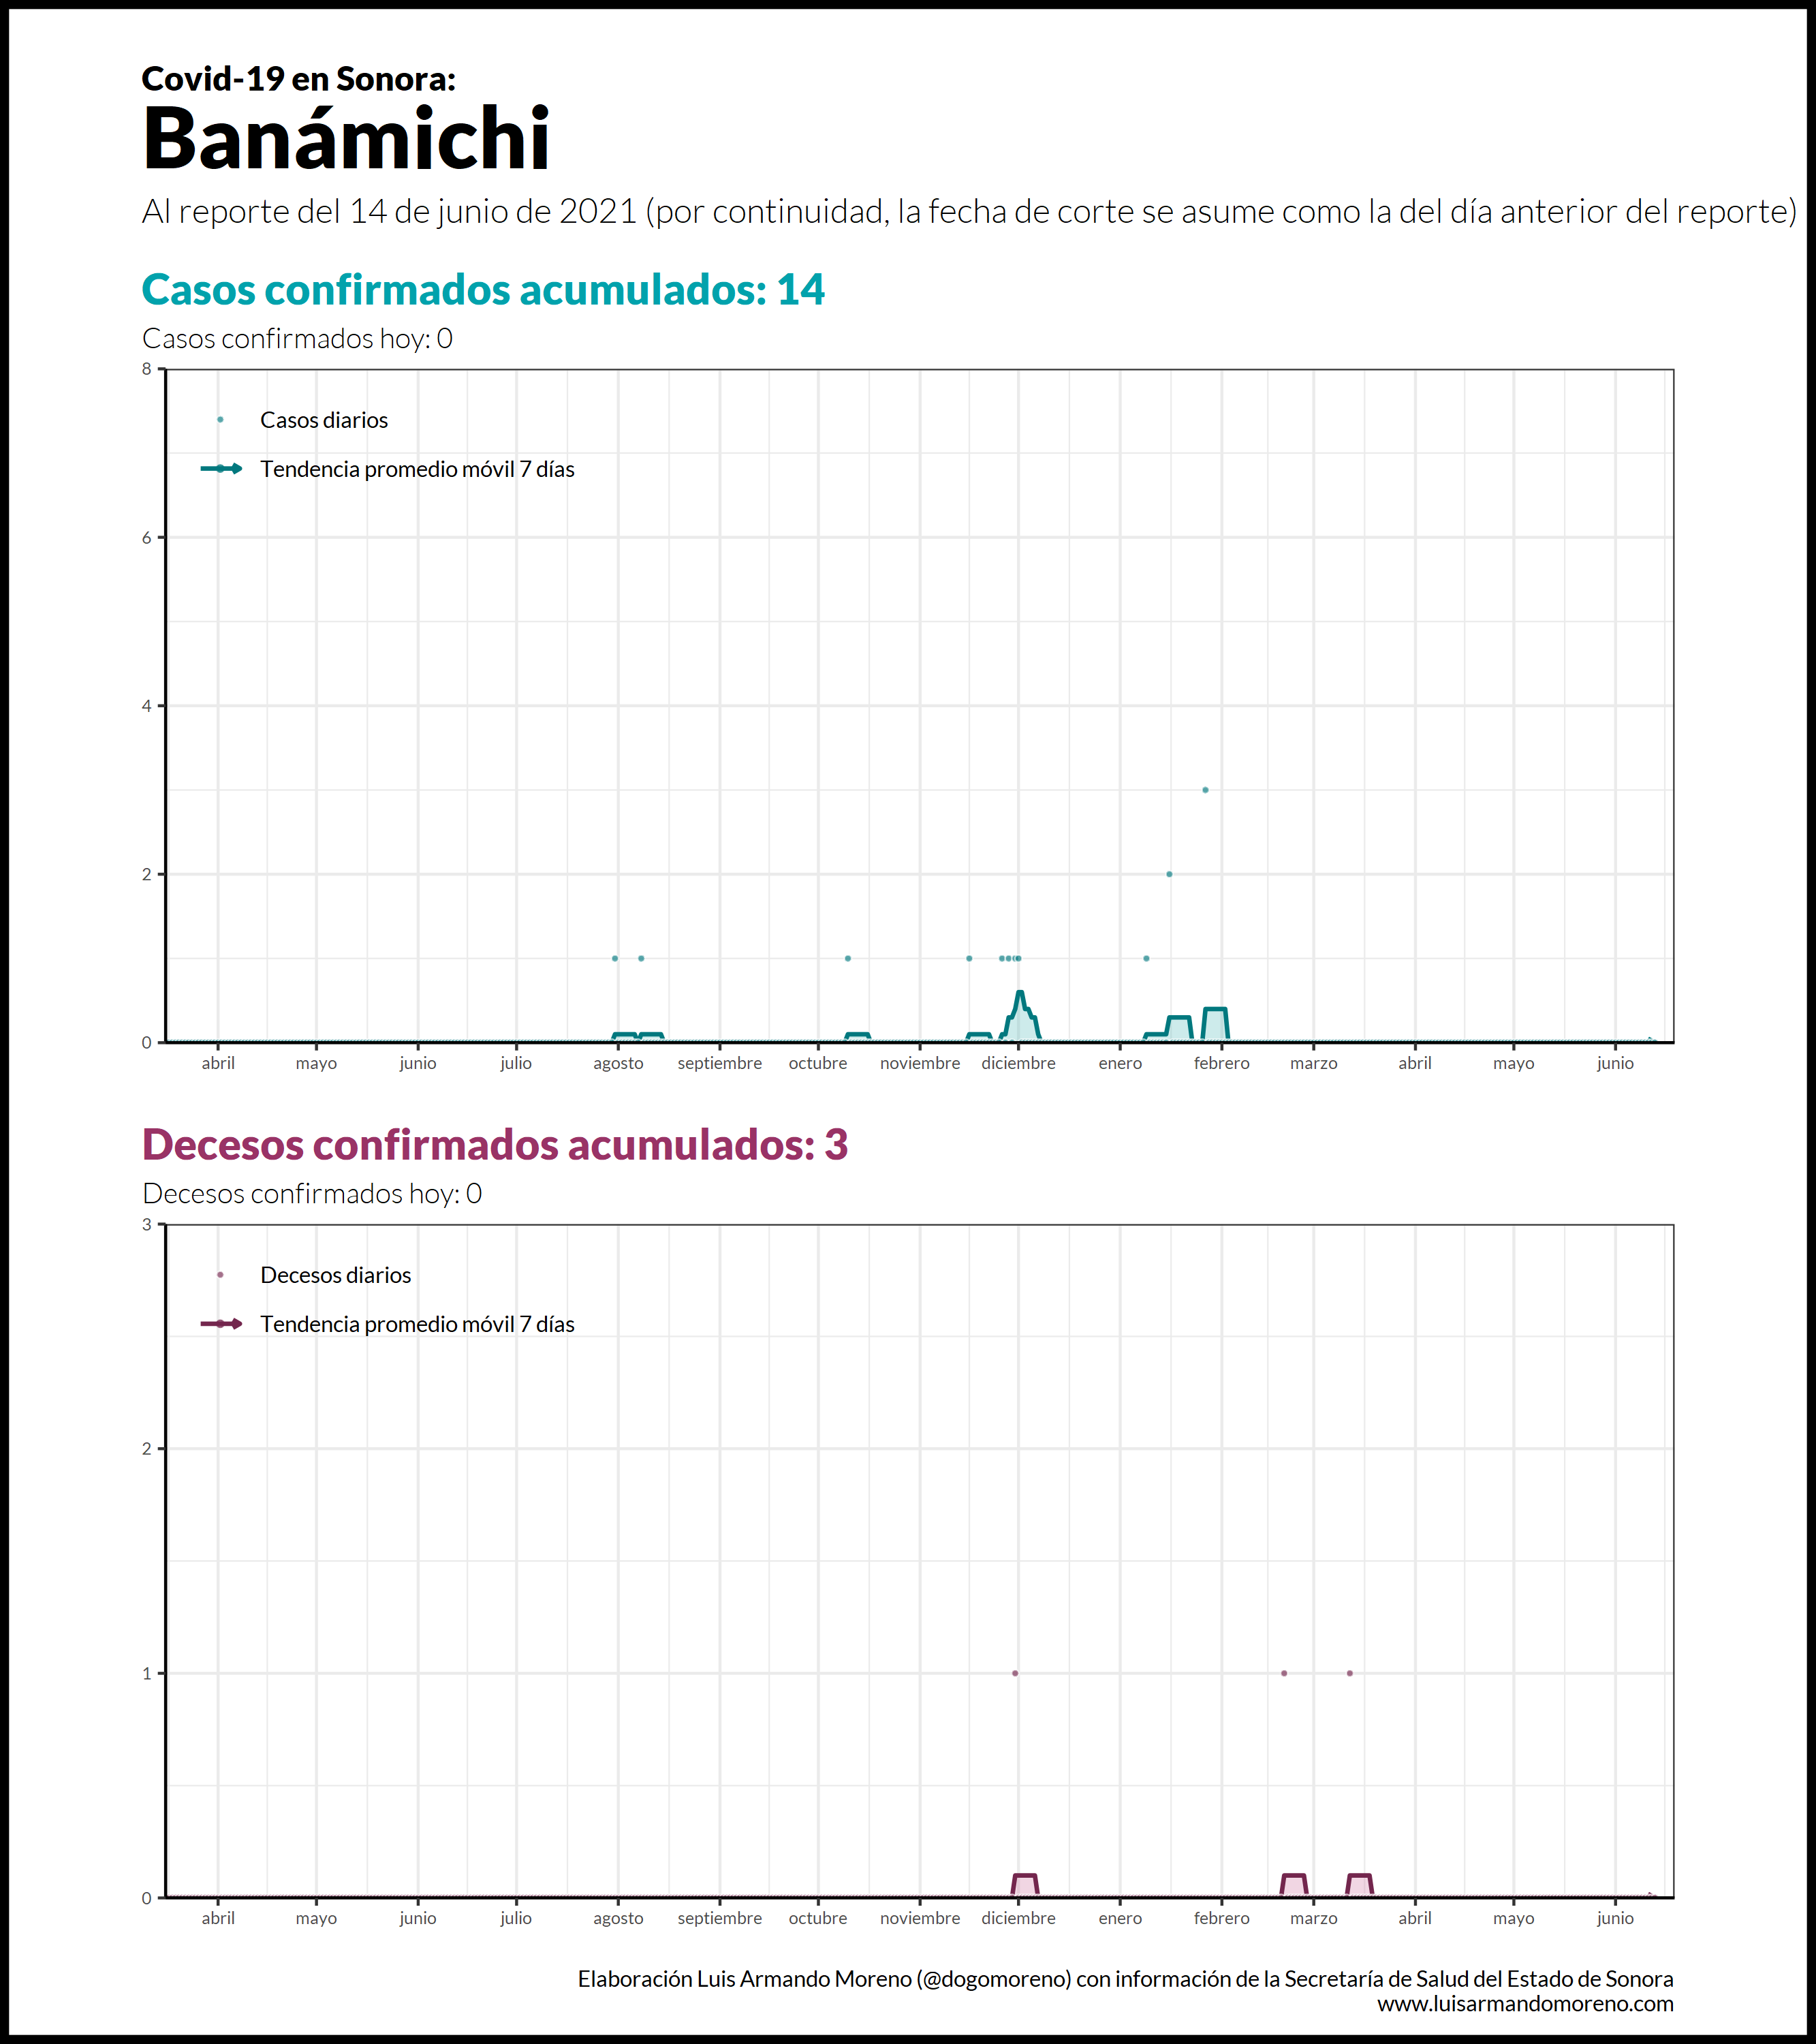 Covid-19 en Sonora:
Banámichi
Al reporte del 14 de junio de 2021 (por continuidad, la fecha de corte se asume como la del día anterior del reporte)
Casos confirmados acumulados: 14
Casos confirmados hoy: 0
8
Casos diarios
Tendencia promedio móvil 7 días
6
4
2
0
abril mayo junio julio agosto septiembre octubre noviembre diciembre enero febrero marzo abril mayo junio
Decesos confirmados acumulados: 3
Decesos confirmados hoy: 0
3
Decesos diarios
Tendencia promedio móvil 7 días
2
1
0
abril mayo junio julio agosto septiembre octubre noviembre diciembre enero febrero marzo abril mayo junio
Elaboración Luis Armando Moreno (@dogomoreno) con información de la Secretaría de Salud del Estado de Sonora
www.luisarmandomoreno.com